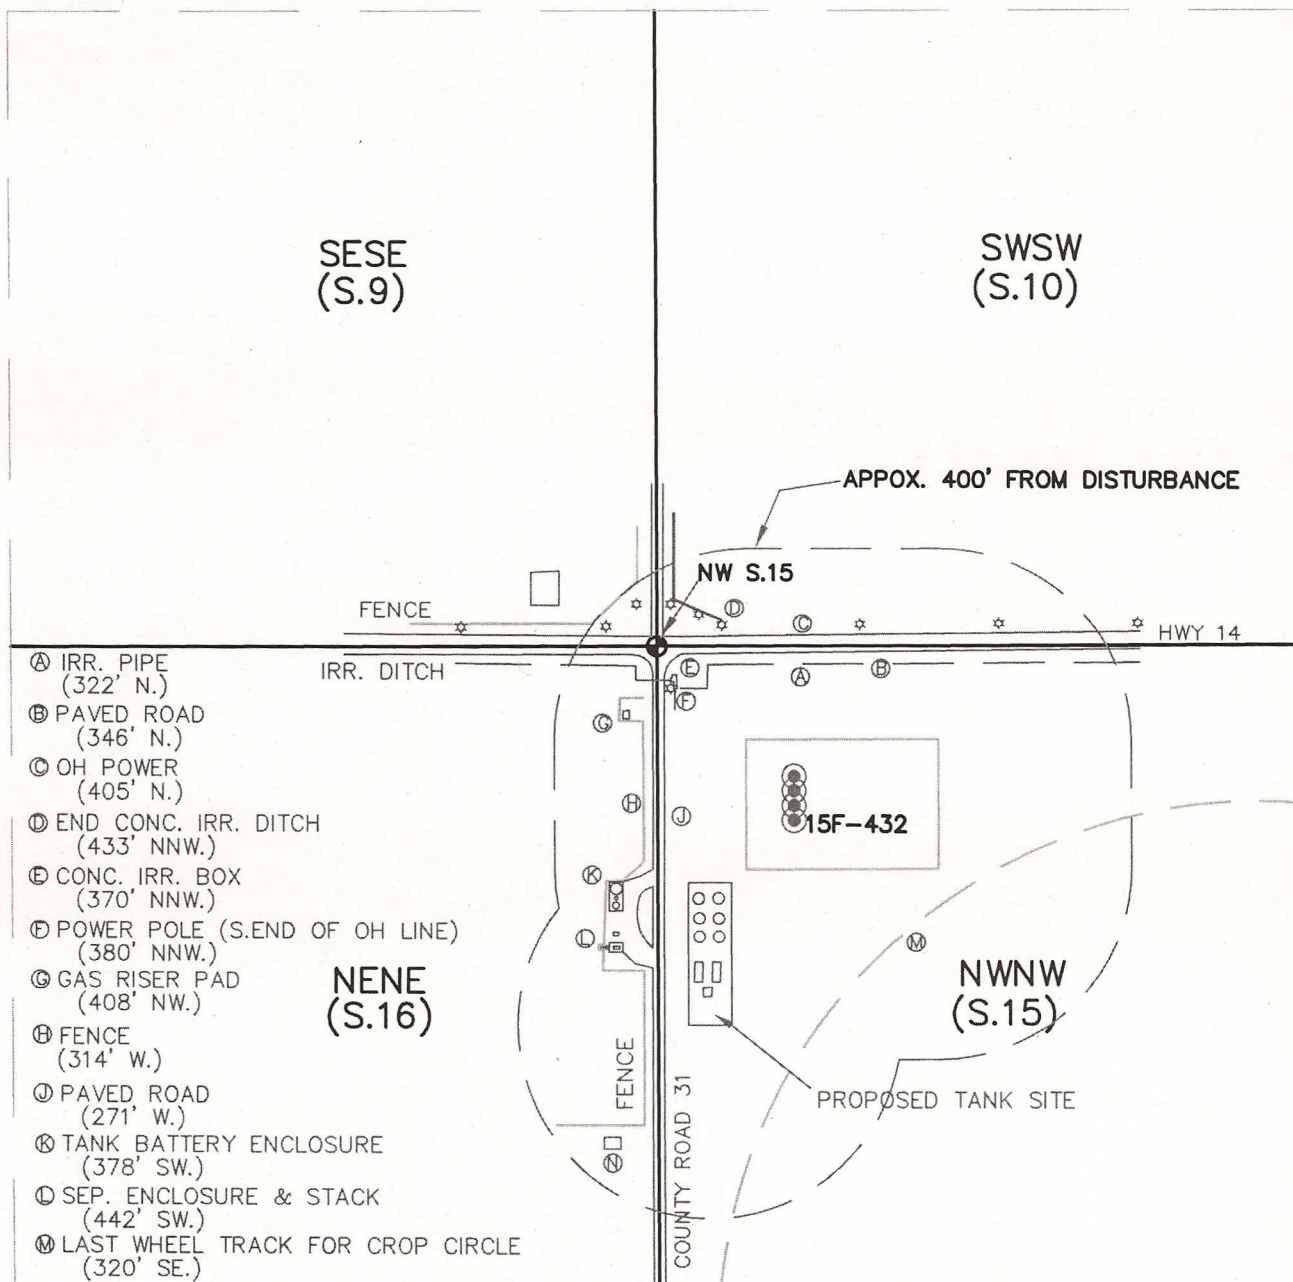 SESE
(S.9)
SWSW
(S.10)
APPOX. 400' FROM DISTURBANCE
NW S.15
FENCE
D
C
HWY 14
IRR. DITCH
E
A
B
F
G
H
J
15F-432
K
L
M
NENE
(S.16)
NWNW
(S.15)
FENCE
COUNTY ROAD 31
PROPOSED TANK SITE
N
A IRR. PIPE
(322' N.)
B PAVED ROAD
(346' N.)
C OH POWER
(405' N.)
D END CONC. IRR. DITCH
(433' NNW.)
E CONC. IRR. BOX
(370' NNW.)
F POWER POLE (S.END OF OH LINE)
(380' NNW.)
G GAS RISER PAD
(408' NW.)
H FENCE
(314' W.)
J PAVED ROAD
(271' W.)
K TANK BATTERY ENCLOSURE
(378' SW.)
L SEP. ENCLOSURE & STACK
(442' SW.)
M LAST WHEEL TRACK FOR CROP CIRCLE
(320' SE.)